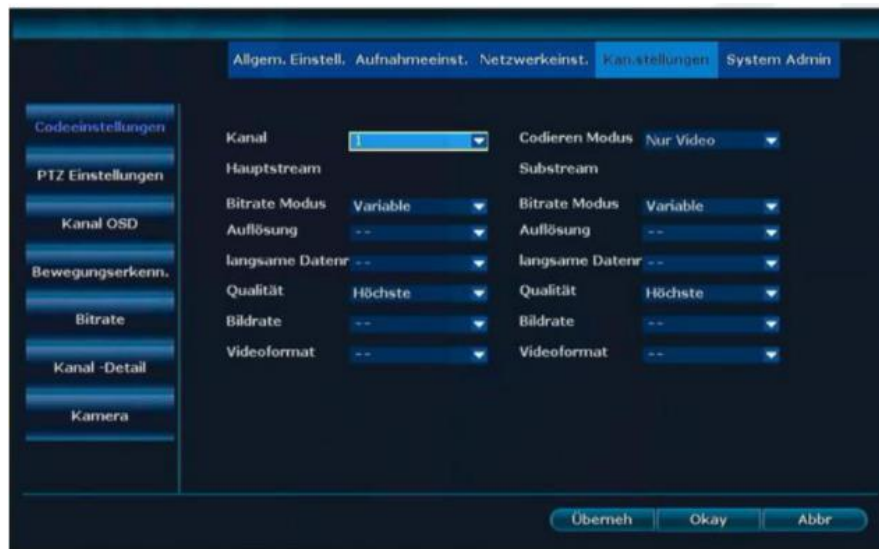 Allgem. Einstell. Aufnahmeeinst. Netzwerkeinst. Kan.stellungen System Admin
Codeeinstellungen
PTZ Einstellungen
Kanal OSD
Bewegungserkenn.
Bitrate
Kanal -Detail
Kamera
Kanal 1 Codieren Modus Nur Video
Hauptstream Substream
Bitrate Modus Variable Bitrate Modus Variable
Auflösung -- Auflösung --
langsame Datenr -- langsame Datenr --
Qualität Höchste Qualität Höchste
Bildrate -- Bildrate --
Videoformat -- Videoformat --
Überneh Okay Abbr